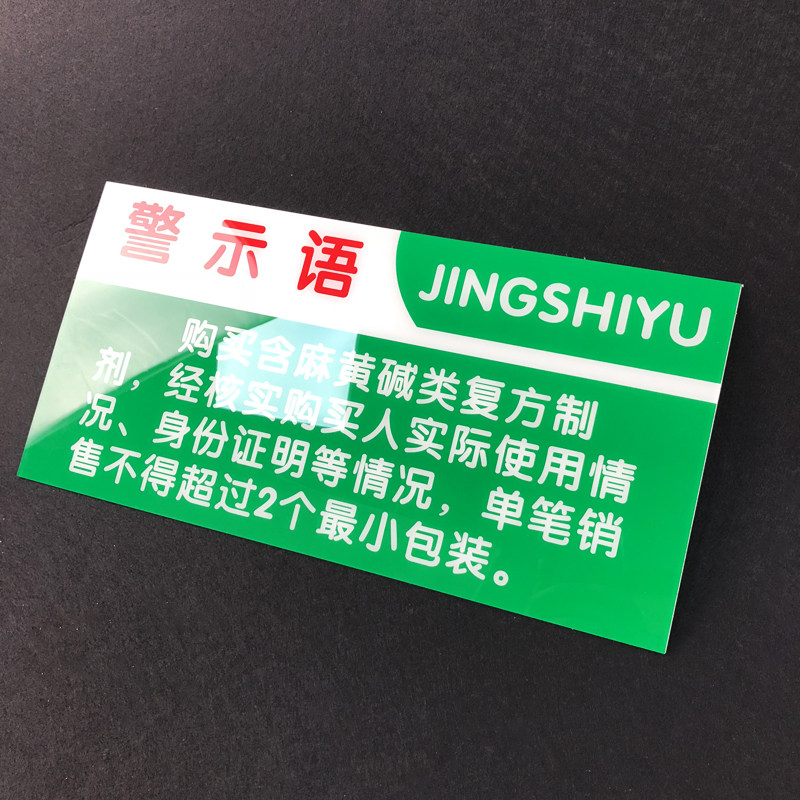 警示语
JINGSHIYU
购买含麻黄碱类复方制
剂，经核实购买人实际使用情
况、身份证明等情况，单笔销
售不得超过2个最小包装。